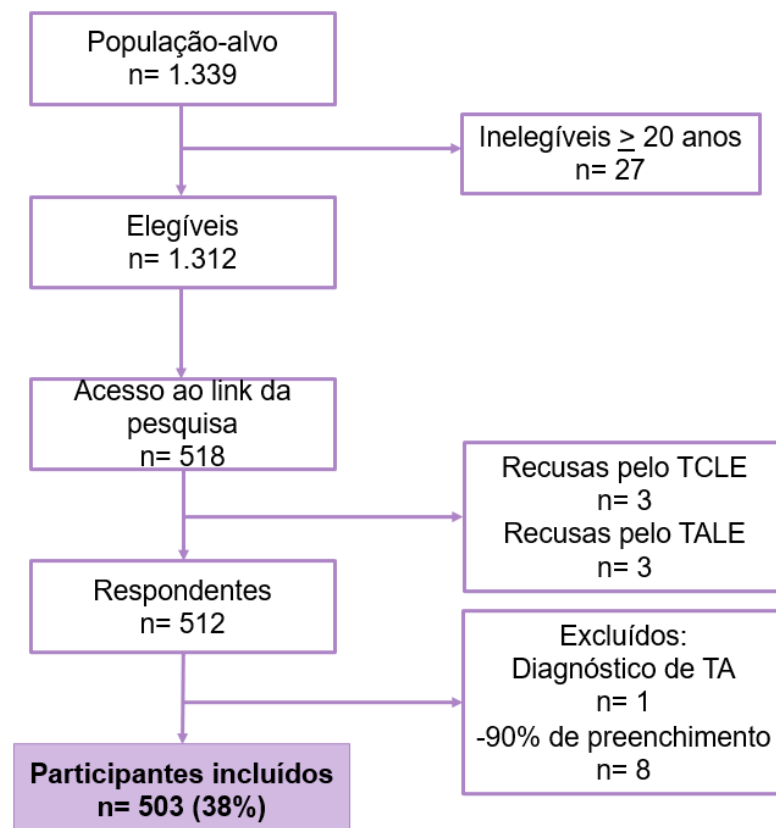 População-alvo
n= 1.339
Inelegíveis ≥ 20 anos
n= 27
Elegíveis
n= 1.312
Acesso ao link da
pesquisa
n= 518
Recusas pelo TCLE
n= 3
Recusas pelo TALE
n= 3
Respondentes
n= 512
Excluídos:
Diagnóstico de TA
n= 1
-90% de preenchimento
n= 8
Participantes incluídos
n= 503 (38%)